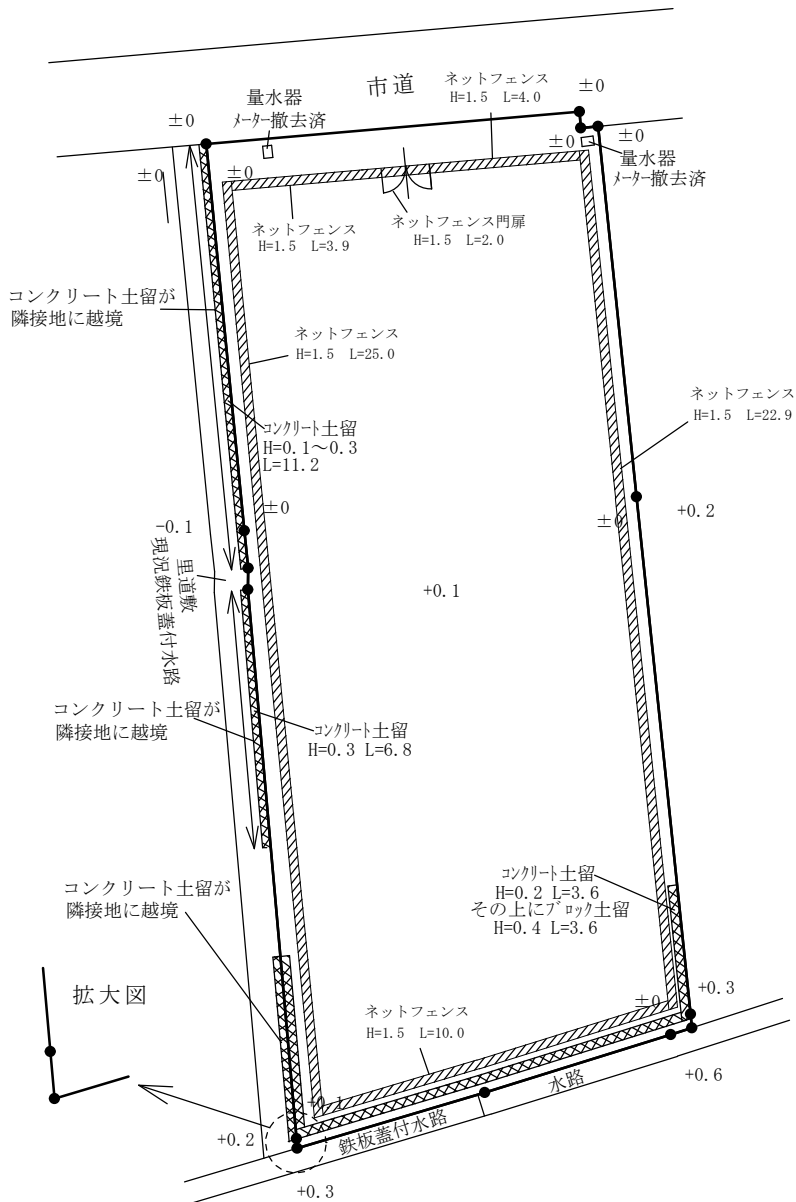 ネットフェンス
H=1.5 L=4.0
市道
±0
量水器
メーター撤去済
±0
±0
±0
量水器
メーター撤去済
±0
±0
ネットフェンス
H=1.5 L=3.9
ネットフェンス門扉
H=1.5 L=2.0
コンクリート土留が
隣接地に越境
ネットフェンス
H=1.5 L=25.0
ネットフェンス
H=1.5 L=22.9
コンクリート土留
H=0.1～0.3
L=11.2
±0
±0
+0.2
-0.1
里道敷
現況鉄板蓋付水路
+0.1
コンクリート土留が
隣接地に越境
コンクリート土留
H=0.3 L=6.8
コンクリート土留が
隣接地に越境
コンクリート土留
H=0.2 L=3.6
その上にブロック土留
H=0.4 L=3.6
拡大図
ネットフェンス
H=1.5 L=10.0
±0
+0.3
+0.1
水路
+0.6
+0.2
鉄板蓋付水路
+0.3